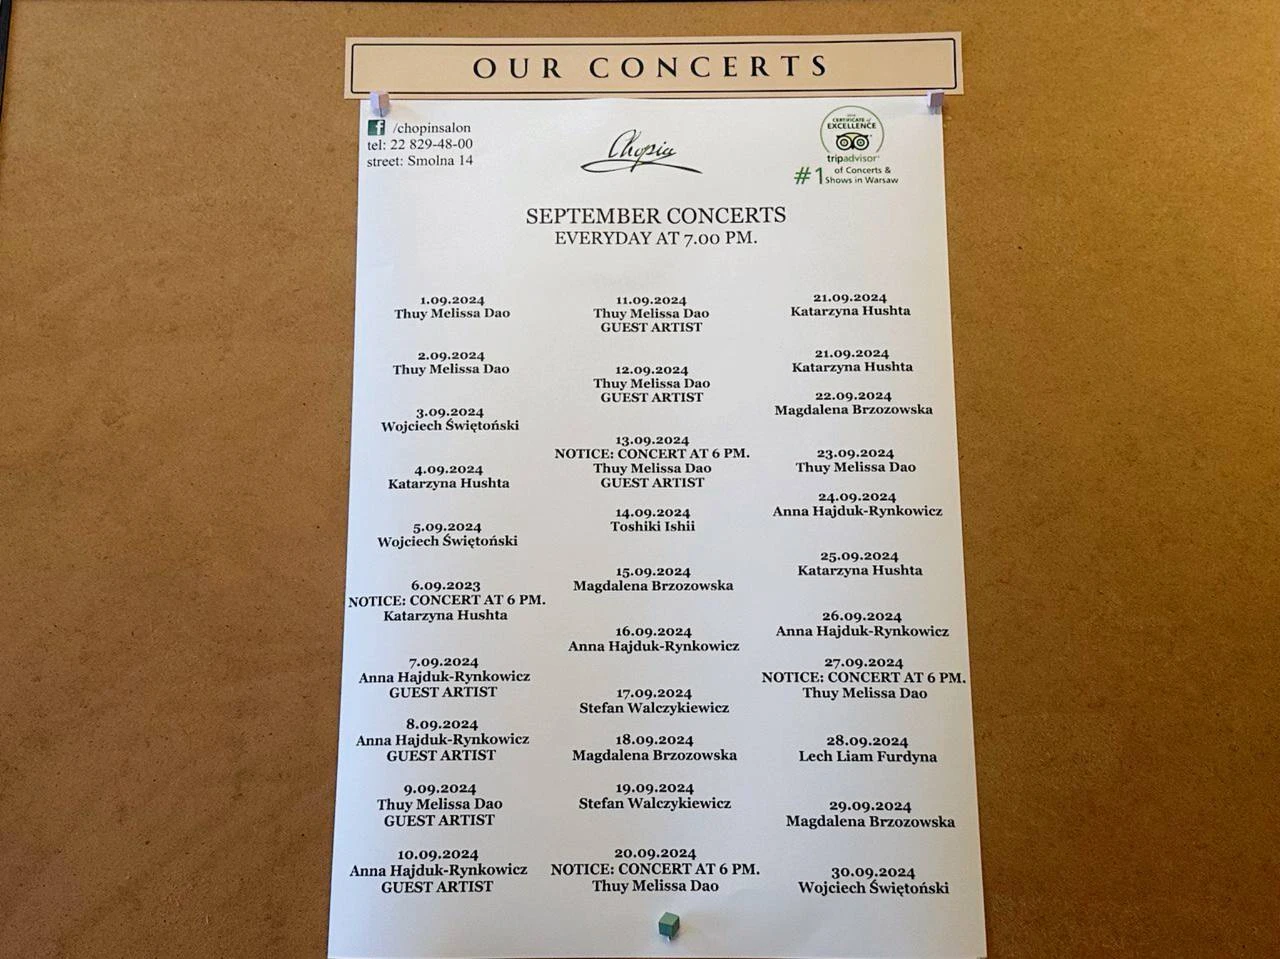 OUR CONCERTS
f /chopinsalon
tel: 22 829-48-00
street: Smolna 14
Chopin
CERTIFICATE of
EXCELLENCE
tripadvisor
#1 of Concerts &
Shows in Warsaw
SEPTEMBER CONCERTS
EVERYDAY AT 7.00 PM.
1.09.2024
Thuy Melissa Dao
2.09.2024
Thuy Melissa Dao
3.09.2024
Wojciech Świętoński
4.09.2024
Katarzyna Hushta
5.09.2024
Wojciech Świętoński
6.09.2023
NOTICE: CONCERT AT 6 PM.
Katarzyna Hushta
7.09.2024
Anna Hajduk-Rynkowicz
GUEST ARTIST
8.09.2024
Anna Hajduk-Rynkowicz
GUEST ARTIST
9.09.2024
Thuy Melissa Dao
GUEST ARTIST
10.09.2024
Anna Hajduk-Rynkowicz
GUEST ARTIST
11.09.2024
Thuy Melissa Dao
GUEST ARTIST
12.09.2024
Thuy Melissa Dao
GUEST ARTIST
13.09.2024
NOTICE: CONCERT AT 6 PM.
Thuy Melissa Dao
GUEST ARTIST
14.09.2024
Toshiki Ishii
15.09.2024
Magdalena Brzozowska
16.09.2024
Anna Hajduk-Rynkowicz
17.09.2024
Stefan Walczykiewicz
18.09.2024
Magdalena Brzozowska
19.09.2024
Stefan Walczykiewicz
20.09.2024
NOTICE: CONCERT AT 6 PM.
Thuy Melissa Dao
21.09.2024
Katarzyna Hushta
21.09.2024
Katarzyna Hushta
22.09.2024
Magdalena Brzozowska
23.09.2024
Thuy Melissa Dao
24.09.2024
Anna Hajduk-Rynkowicz
25.09.2024
Katarzyna Hushta
26.09.2024
Anna Hajduk-Rynkowicz
27.09.2024
NOTICE: CONCERT AT 6 PM.
Thuy Melissa Dao
28.09.2024
Lech Liam Furdyna
29.09.2024
Magdalena Brzozowska
30.09.2024
Wojciech Świętoński